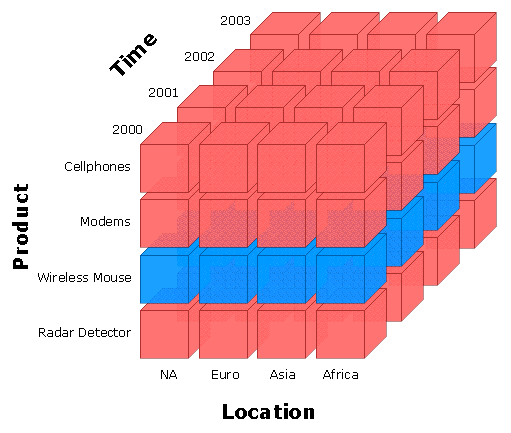 2003
Time
2002
2001
2000
Cellphones
Product
Modems
Wireless Mouse
Radar Detector
NA Euro Asia Africa
Location